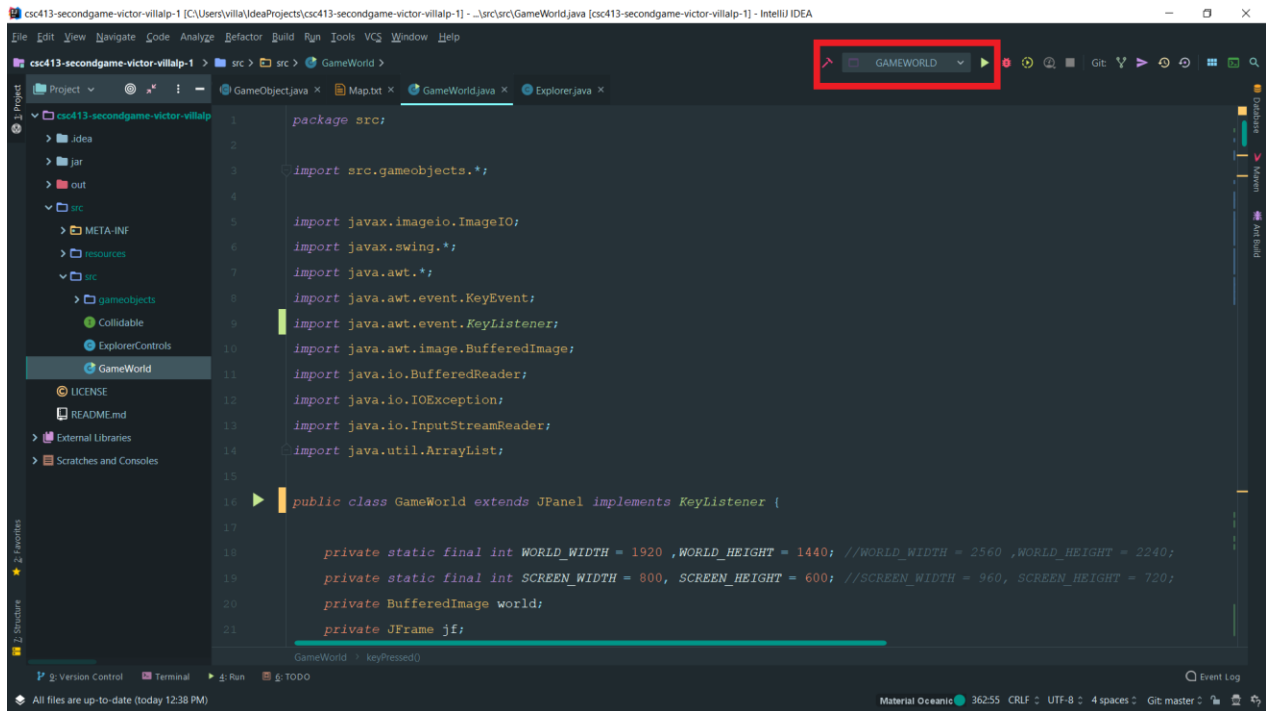 csc413-secondgame-victor-villalp-1 [C:\Users\villa\IdeaProjects\csc413-secondgame-victor-villalp-1] - ...\src\src\GameWorld.java [csc413-secondgame-victor-villalp-1] - IntelliJ IDEA
File Edit View Navigate Code Analyze Refactor Build Run Tools VCS Window Help
csc413-secondgame-victor-villalp-1 > src > src > GameWorld > GAMEWORLD Git:
Project GameObject.java × Map.txt × GameWorld.java × Explorer.java ×
1: Project
csc413-secondgame-victor-villalp
.idea
jar
out
src
META-INF
resources
src
gameobjects
Collidable
ExplorerControls
GameWorld
LICENSE
README.md
External Libraries
Scratches and Consoles
2: Favorites
7: Structure
1 package src;
2
3 import src.gameobjects.*;
4
5 import javax.imageio.ImageIO;
6 import javax.swing.*;
7 import java.awt.*;
8 import java.awt.event.KeyEvent;
9 import java.awt.event.KeyListener;
10 import java.awt.image.BufferedImage;
11 import java.io.BufferedReader;
12 import java.io.IOException;
13 import java.io.InputStreamReader;
14 import java.util.ArrayList;
15
16 public class GameWorld extends JPanel implements KeyListener {
17
18 private static final int WORLD_WIDTH = 1920 ,WORLD_HEIGHT = 1440; //WORLD_WIDTH = 2560 ,WORLD_HEIGHT = 2240;
19 private static final int SCREEN_WIDTH = 800, SCREEN_HEIGHT = 600; //SCREEN_WIDTH = 960, SCREEN_HEIGHT = 720;
20 private BufferedImage world;
21 private JFrame jf;
GameWorld > keyPressed()
Database
Maven
Ant Build
9: Version Control Terminal 4: Run 6: TODO Event Log
All files are up-to-date (today 12:38 PM) Material Oceanic 362:55 CRLF UTF-8 4 spaces Git: master